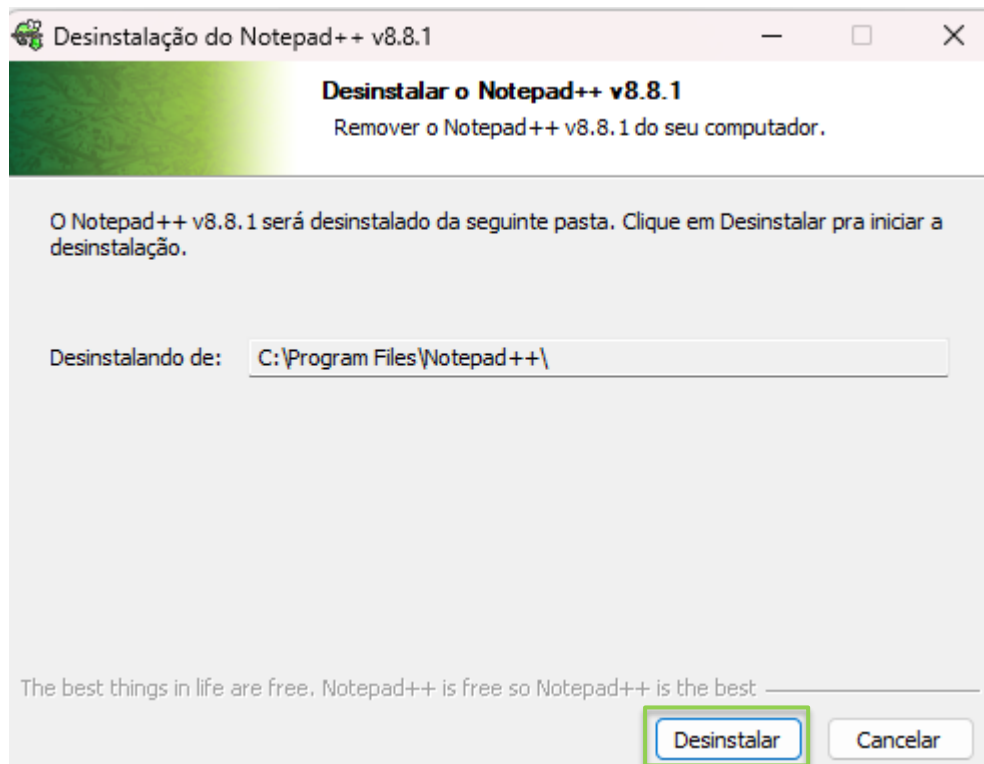 Desinstalação do Notepad++ v8.8.1
Desinstalar o Notepad++ v8.8.1
Remover o Notepad++ v8.8.1 do seu computador.
O Notepad++ v8.8.1 será desinstalado da seguinte pasta. Clique em Desinstalar pra iniciar a
desinstalação.
Desinstalando de: C:\Program Files\Notepad++\
The best things in life are free. Notepad++ is free so Notepad++ is the best
Desinstalar Cancelar